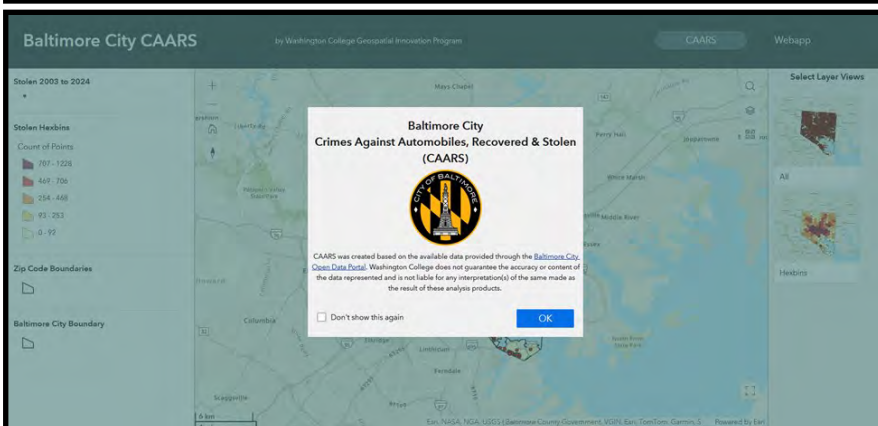 Baltimore City CAARS
by Washington College Geospatial Innovation Program
CAARS
Webapp
Stolen 2003 to 2024
Stolen Hexbins
Count of Points
707 - 1228
469 - 706
254 - 468
93 - 253
0 - 92
Zip Code Boundaries
Baltimore City Boundary
Mays Chapel
Perry Hall
White Marsh
Middle River
Columbia
Elkridge
Linthicum
Ferndale
Scaggsville
6 km
Baltimore City
Crimes Against Automobiles, Recovered & Stolen
(CAARS)
CITY OF BALTIMORE
CAARS was created based on the available data provided through the Baltimore City
Open Data Portal. Washington College does not guarantee the accuracy or content of
the data represented and is not liable for any interpretation(s) of the same made as
the result of these analysis products.
Don't show this again
OK
Select Layer Views
All
Hexbins
Esri, NASA, NGA, USGS | Baltimore County Government, VGIN, Esri, TomTom, Garmin, S
Powered by Esri